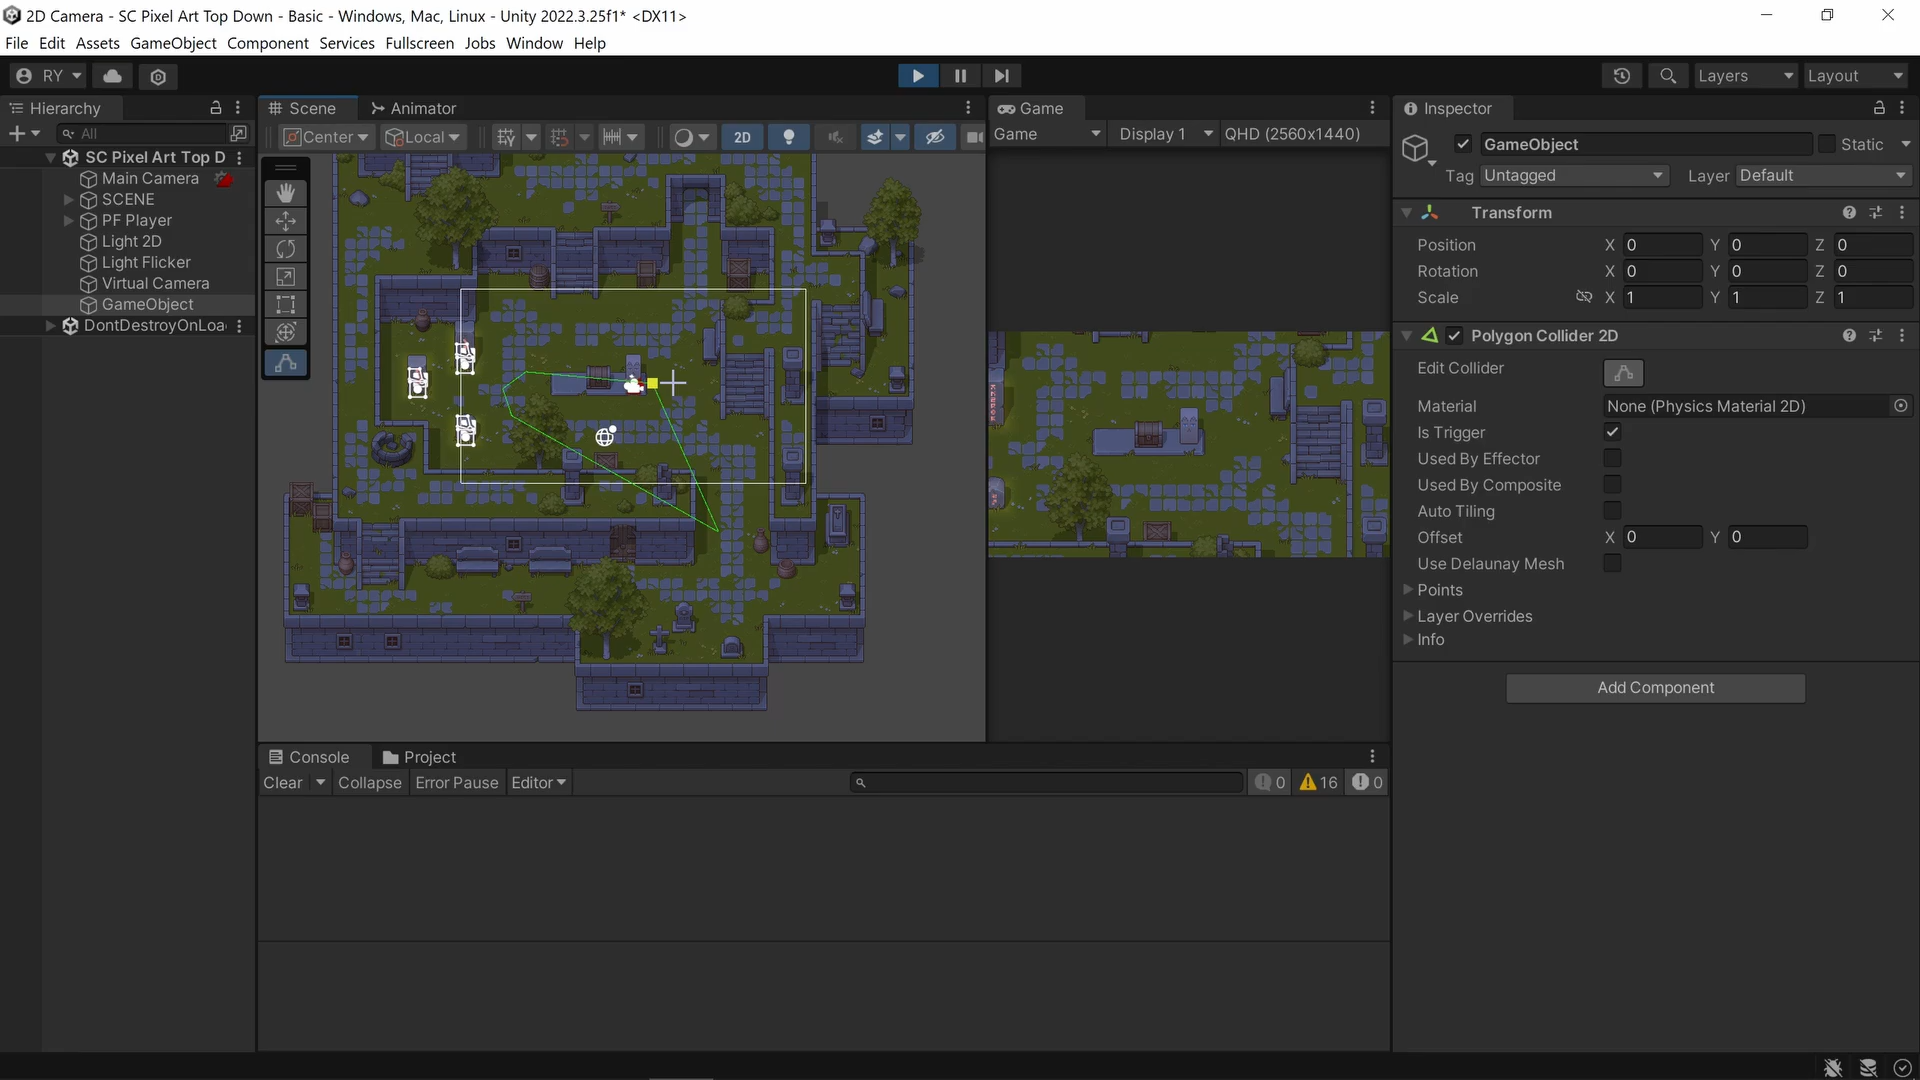 2D Camera - SC Pixel Art Top Down - Basic - Windows, Mac, Linux - Unity 2022.3.25f1* <DX11>
File Edit Assets GameObject Component Services Fullscreen Jobs Window Help
RY Layers Layout
Hierarchy Scene Animator Game Inspector
All Center Local 2D Game Display 1 QHD (2560x1440)
SC Pixel Art Top D
Main Camera
SCENE
PF Player
Light 2D
Light Flicker
Virtual Camera
GameObject
DontDestroyOnLoa
GameObject Static
Tag Untagged Layer Default
Transform
Position X 0 Y 0 Z 0
Rotation X 0 Y 0 Z 0
Scale X 1 Y 1 Z 1
Polygon Collider 2D
Edit Collider
Material None (Physics Material 2D)
Is Trigger
Used By Effector
Used By Composite
Auto Tiling
Offset X 0 Y 0
Use Delaunay Mesh
Points
Layer Overrides
Info
Add Component
Console Project
Clear Collapse Error Pause Editor 0 16 0